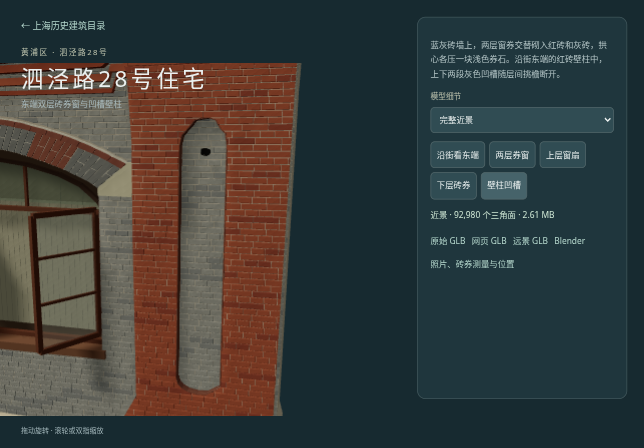 ← 上海历史建筑目录
黄浦区 · 泗泾路28号
泗泾路28号住宅
东端双层砖券窗与凹槽壁柱
拖动旋转 · 滚轮或双指缩放
蓝灰砖墙上，两层窗券交替砌入红砖和灰砖，拱
心各压一块浅色券石。沿街东端的红砖壁柱中，
上下两段灰色凹槽随层间挑檐断开。
模型细节
完整近景
沿街看东端
两层券窗
上层窗扇
下层砖券
壁柱凹槽
近景 · 92,980 个三角面 · 2.61 MB
原始 GLB 网页 GLB 远景 GLB Blender
照片、砖券测量与位置